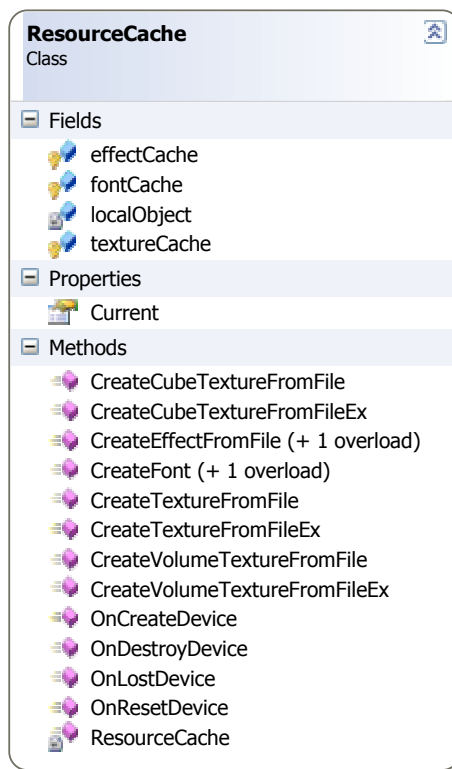 ResourceCache
Class
Fields
effectCache
fontCache
localObject
textureCache
Properties
Current
Methods
CreateCubeTextureFromFile
CreateCubeTextureFromFileEx
CreateEffectFromFile (+ 1 overload)
CreateFont (+ 1 overload)
CreateTextureFromFile
CreateTextureFromFileEx
CreateVolumeTextureFromFile
CreateVolumeTextureFromFileEx
OnCreateDevice
OnDestroyDevice
OnLostDevice
OnResetDevice
ResourceCache